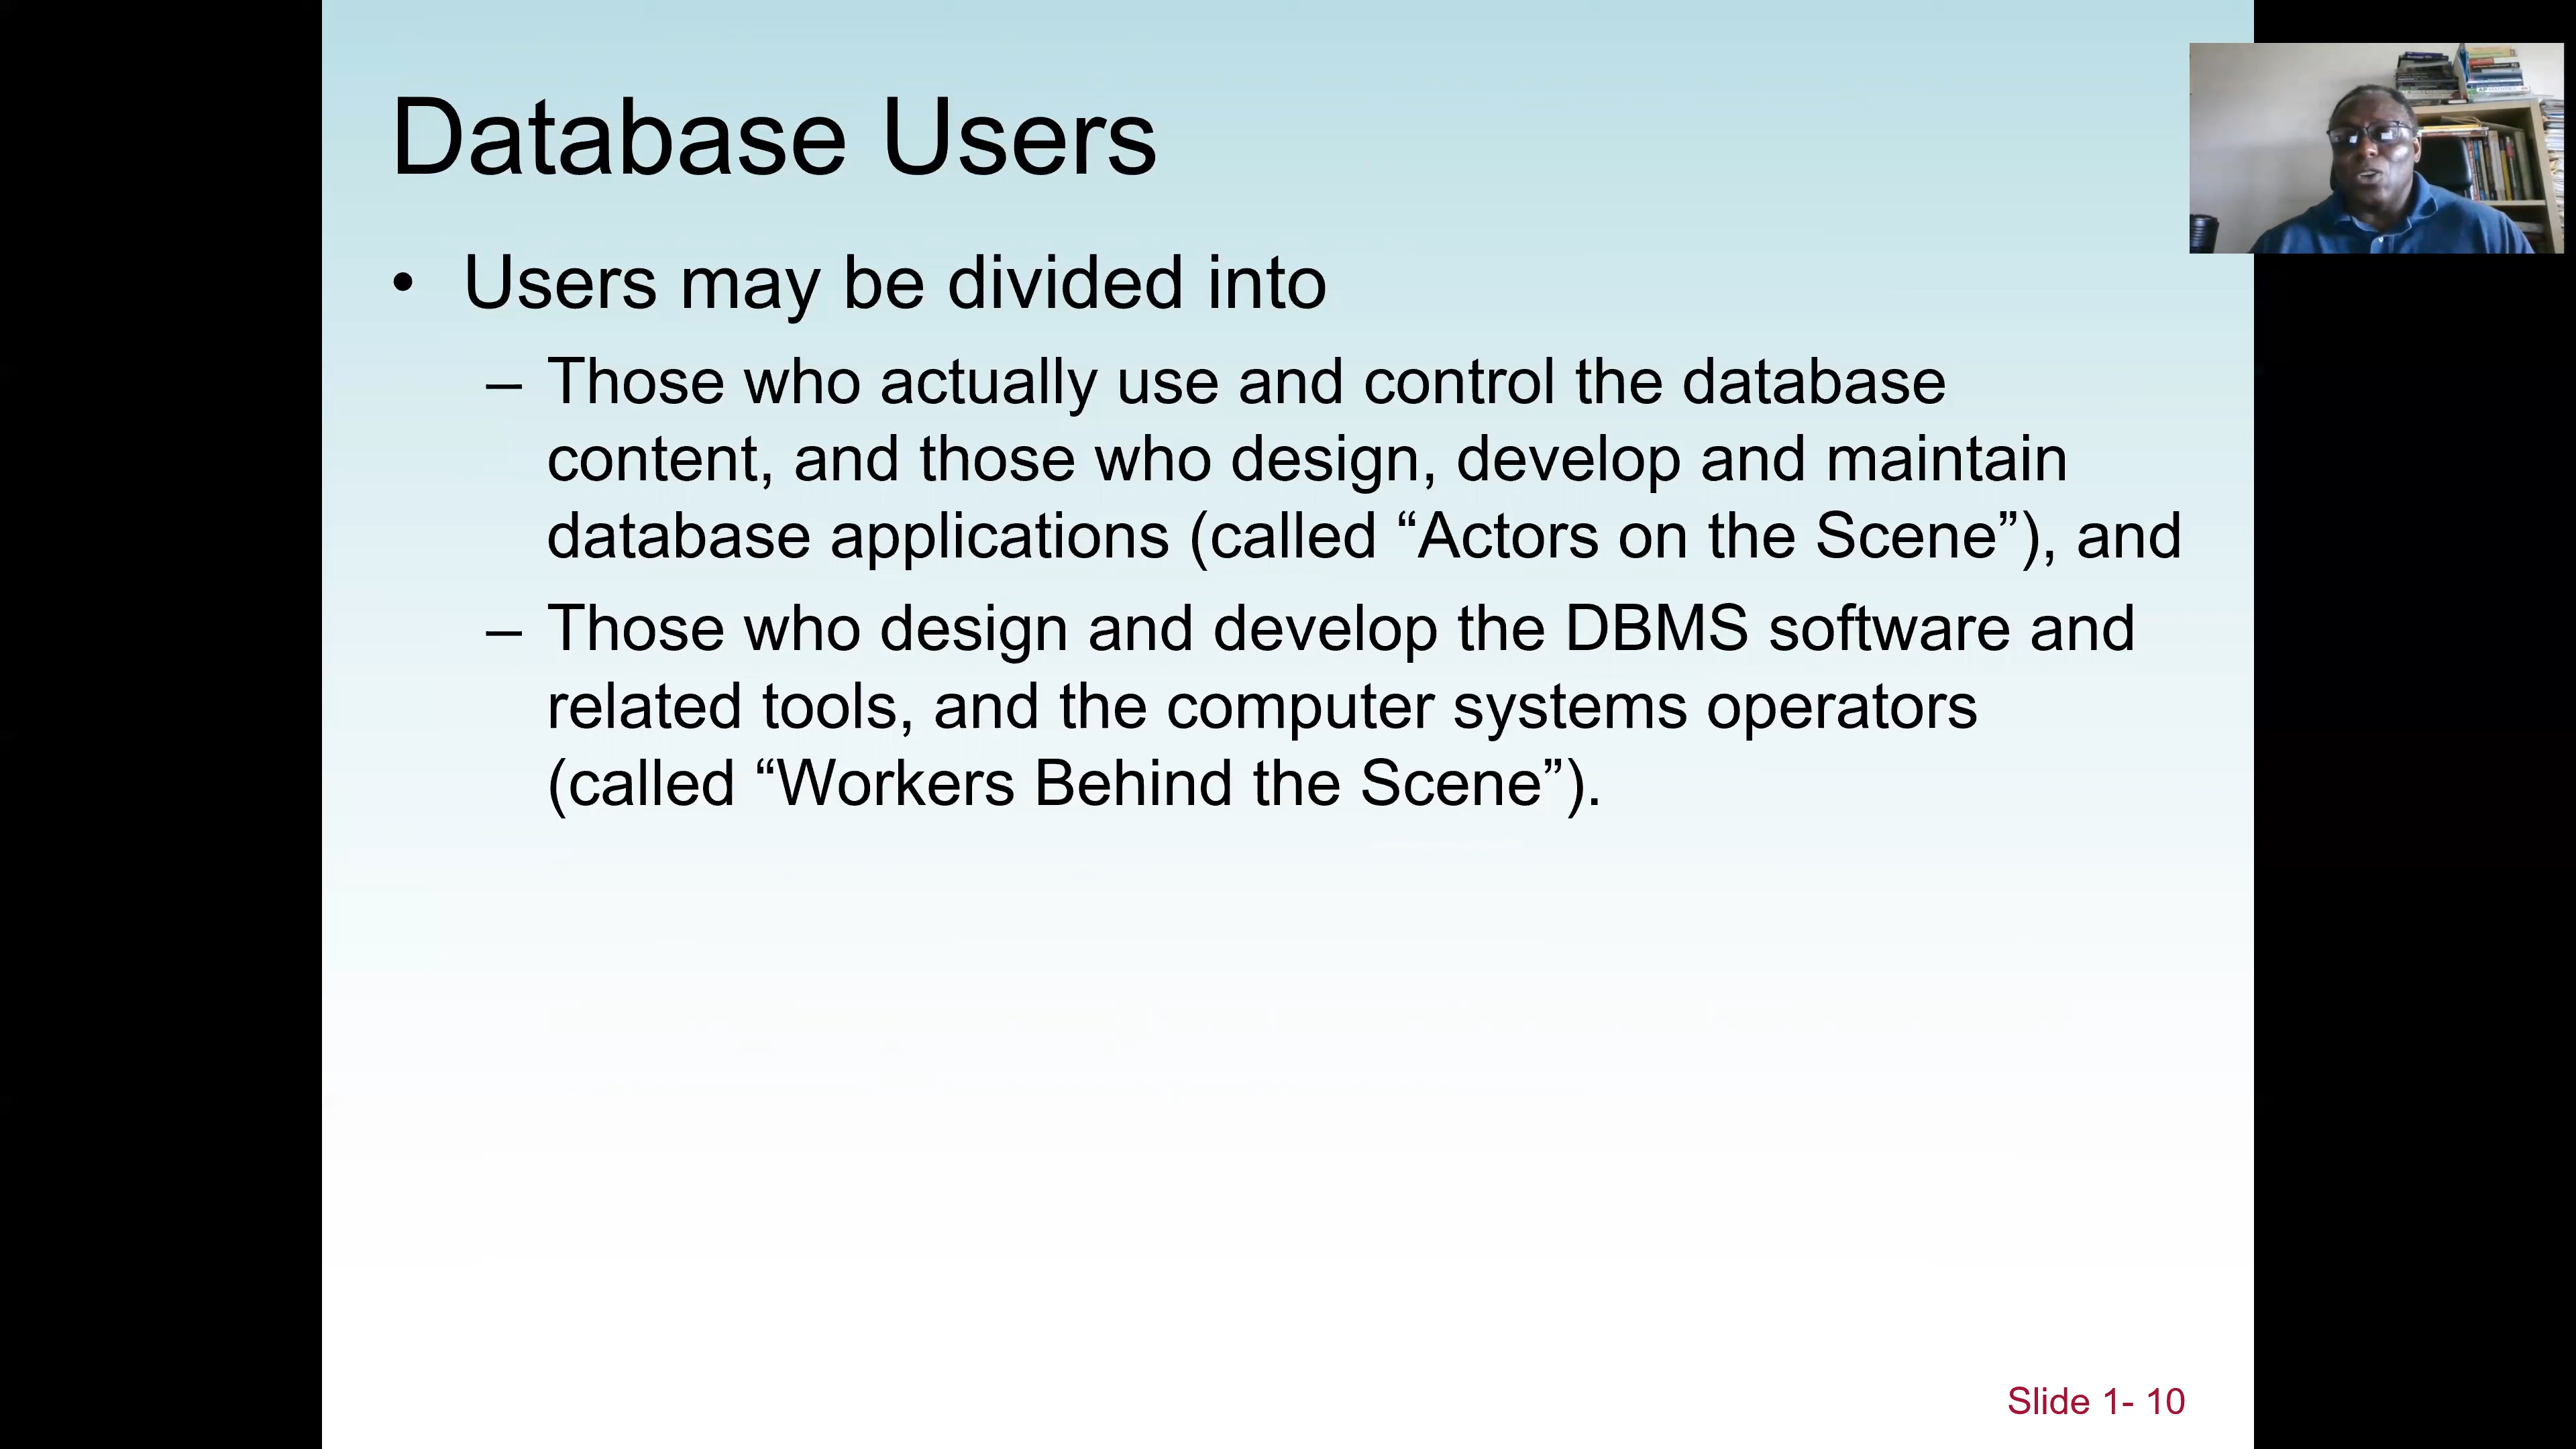 Database Users
• Users may be divided into
– Those who actually use and control the database
content, and those who design, develop and maintain
database applications (called “Actors on the Scene”), and
– Those who design and develop the DBMS software and
related tools, and the computer systems operators
(called “Workers Behind the Scene”).
Slide 1- 10